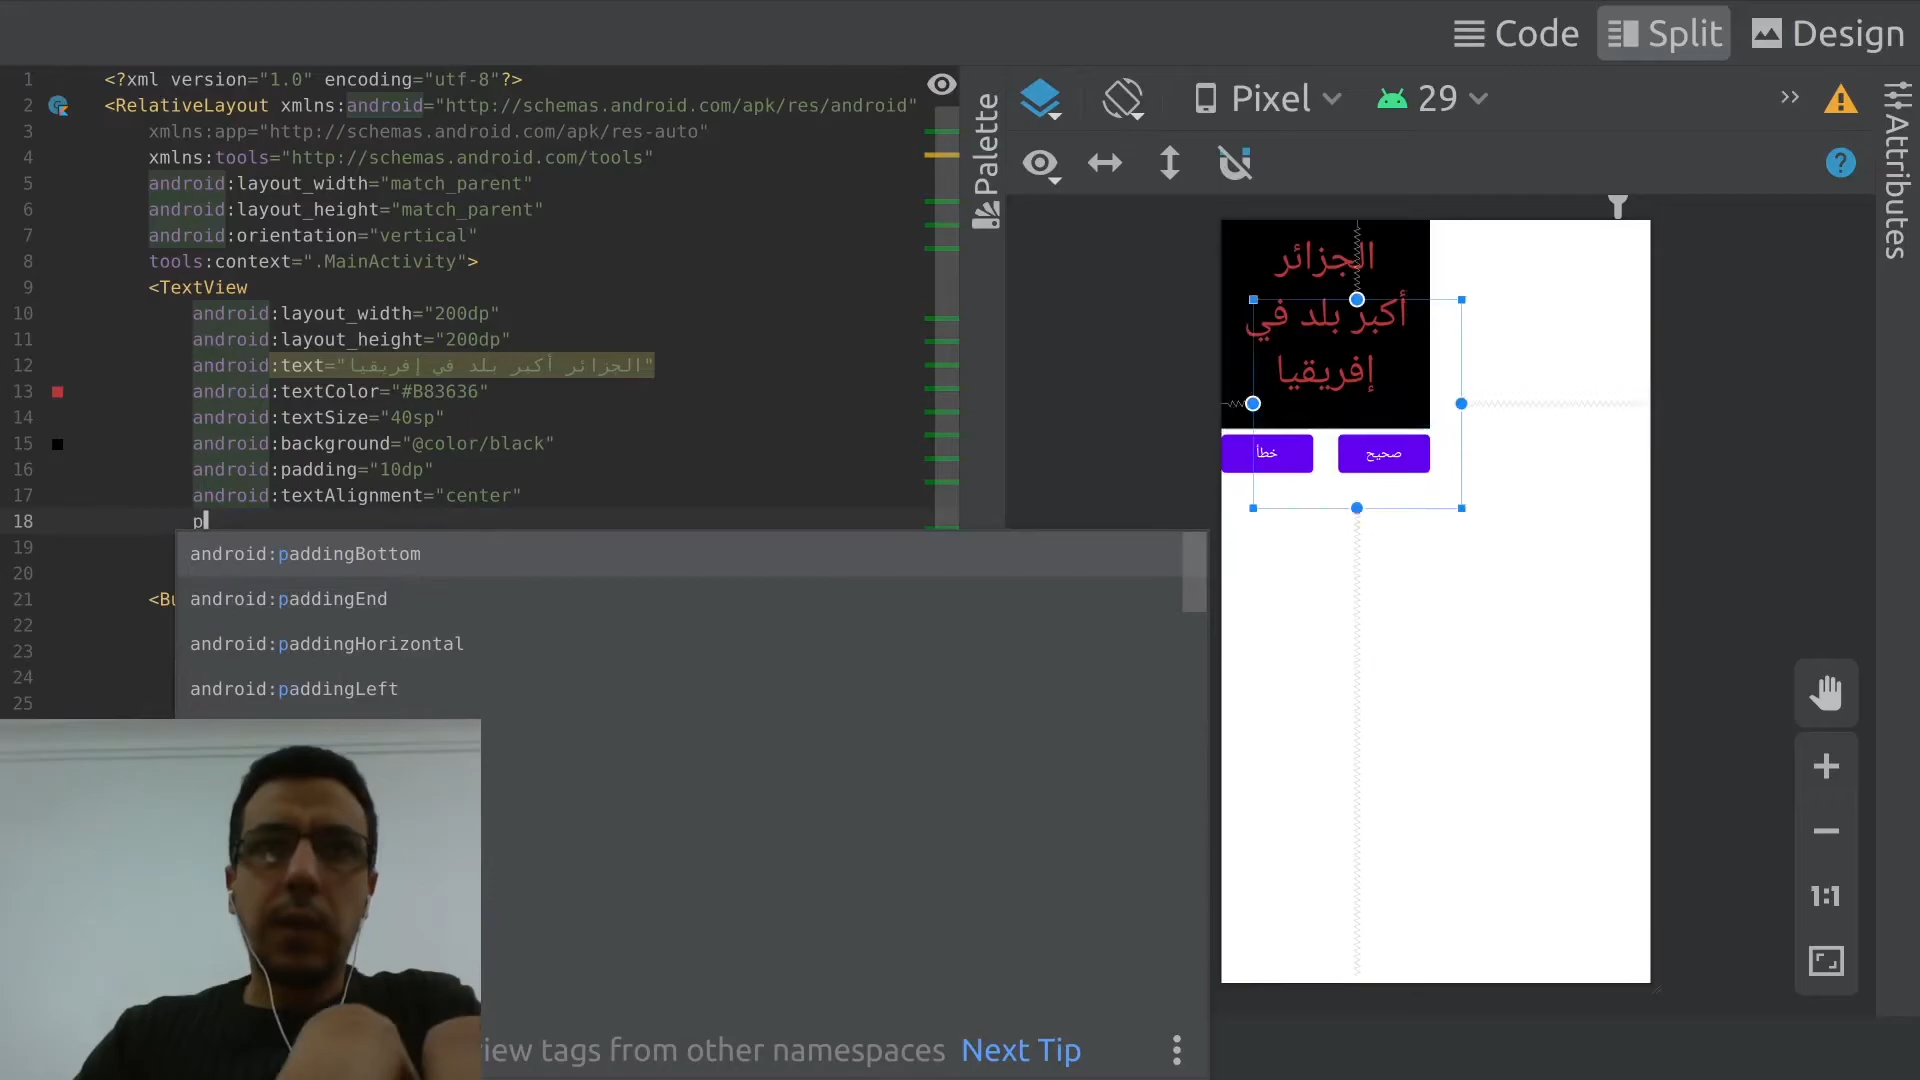 Code Split Design
1 <?xml version="1.0" encoding="utf-8"?>
2 <RelativeLayout xmlns:android="http://schemas.android.com/apk/res/android"
3 xmlns:app="http://schemas.android.com/apk/res-auto"
4 xmlns:tools="http://schemas.android.com/tools"
5 android:layout_width="match_parent"
6 android:layout_height="match_parent"
7 android:orientation="vertical"
8 tools:context=".MainActivity">
9 <TextView
10 android:layout_width="200dp"
11 android:layout_height="200dp"
12 android:text="الجزائر أكبر بلد في إفريقيا"
13 android:textColor="#B83636"
14 android:textSize="40sp"
15 android:background="@color/black"
16 android:padding="10dp"
17 android:textAlignment="center"
18 p
19
20
21 <Bu
22
23
24
25
android:paddingBottom
android:paddingEnd
android:paddingHorizontal
android:paddingLeft
view tags from other namespaces Next Tip
Palette
Pixel 29
Attributes
الجزائر
أكبر بلد في
إفريقيا
خطأ صحيح
1:1